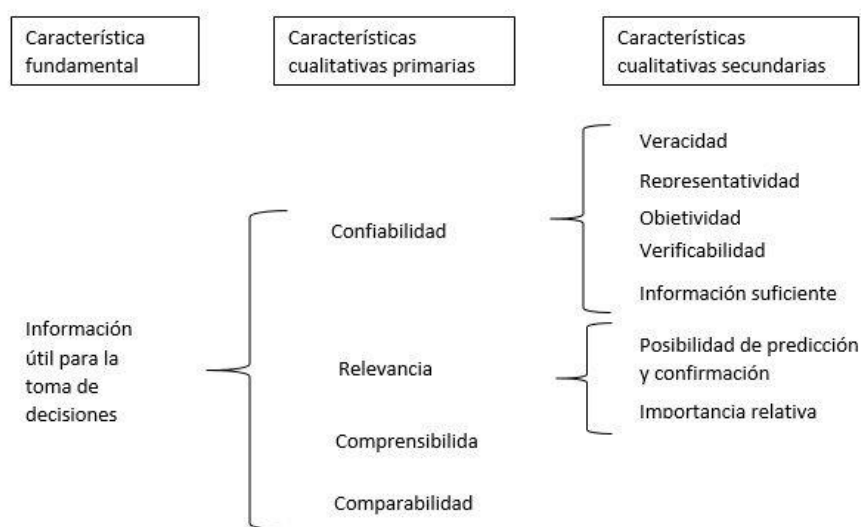 Característica
fundamental
Características
cualitativas primarias
Características
cualitativas secundarias
Información
útil para la
toma de
decisiones
Confiabilidad
Relevancia
Comprensibilida
Comparabilidad
Veracidad
Representatividad
Obietividad
Verificabilidad
Información suficiente
Posibilidad de predicción
y confirmación
Importancia relativa